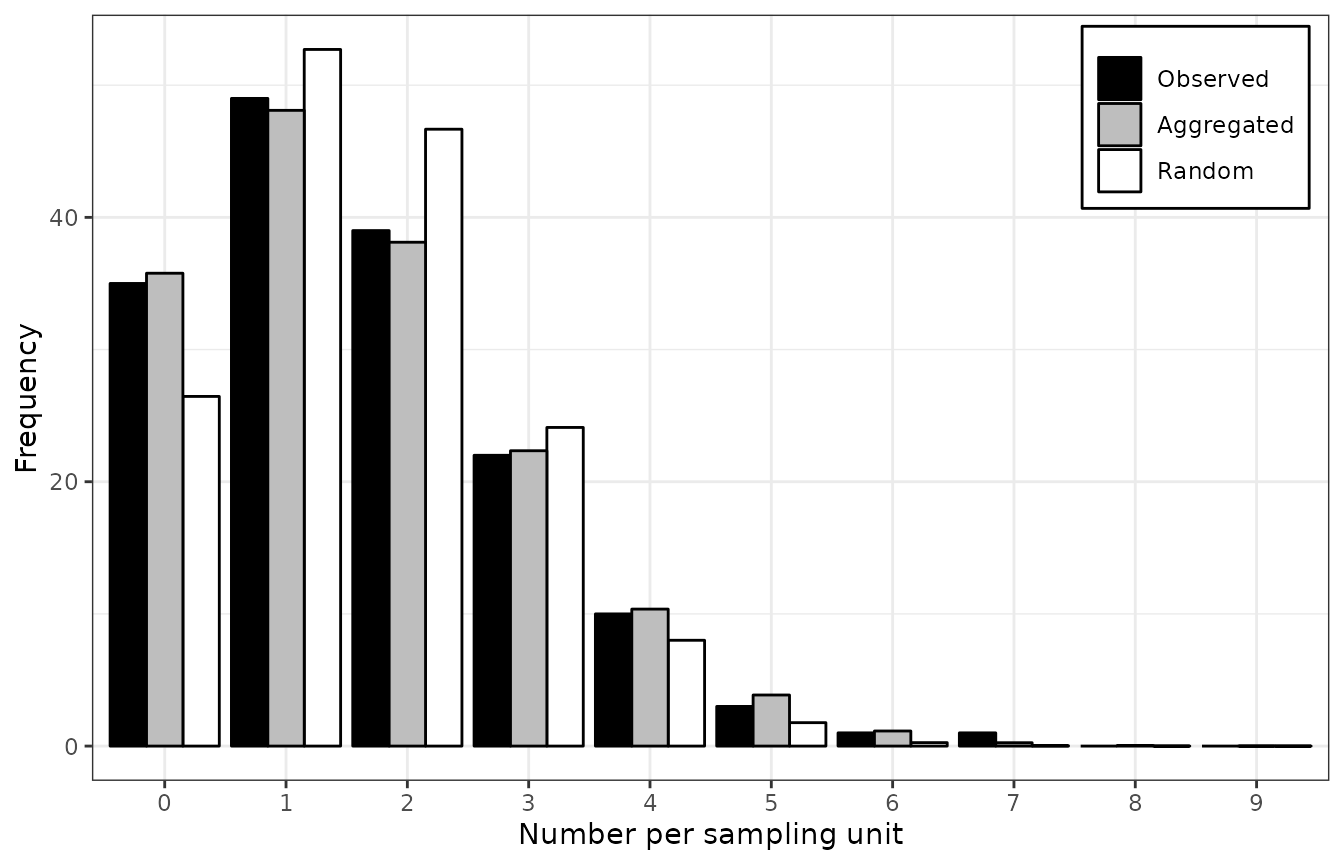 Observed
Aggregated
Random
Frequency
40
20
0
0 1 2 3 4 5 6 7 8 9
Number per sampling unit